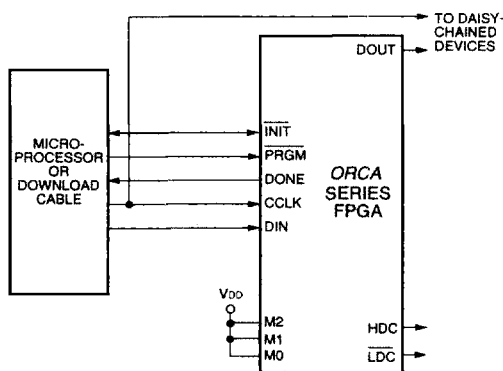 TO DAISY-
CHAINED
DEVICES
DOUT
MICRO-
PROCESSOR
OR
DOWNLOAD
CABLE
INIT
PRGM
DONE
CCLK
DIN
ORCA
SERIES
FPGA
VDD
M2
M1
M0
HDC
LDC